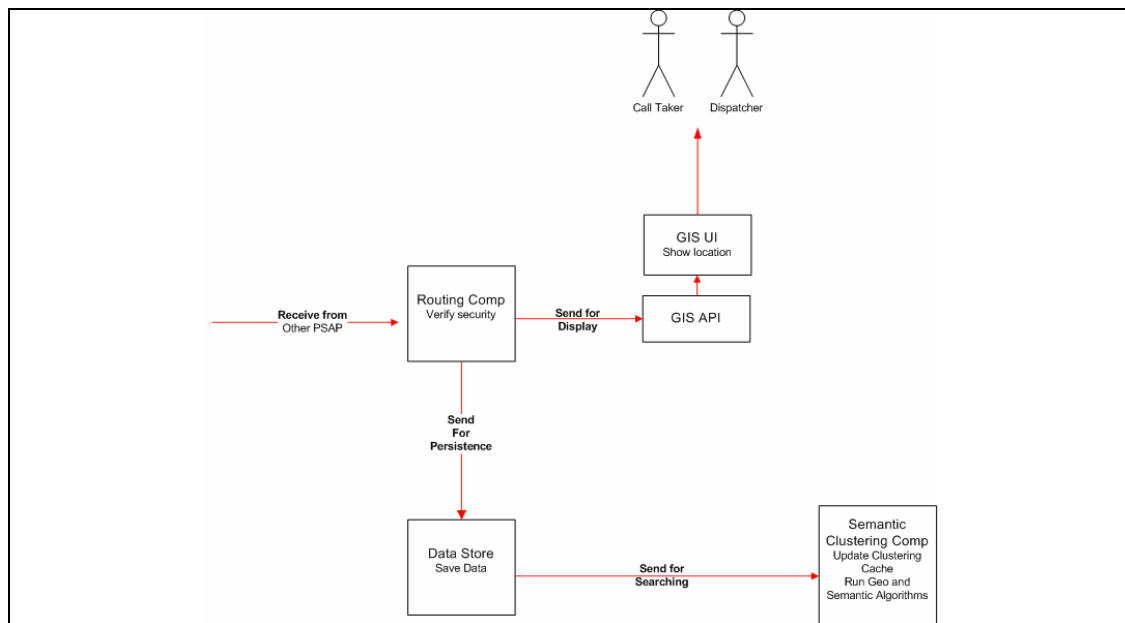 Call Taker
Dispatcher
GIS UI
Show location
Routing Comp
Verify security
Receive from
Other PSAP
Send for
Display
GIS API
Send
For
Persistence
Data Store
Save Data
Send for
Searching
Semantic
Clustering Comp
Update Clustering
Cache
Run Geo and
Semantic Algorithms